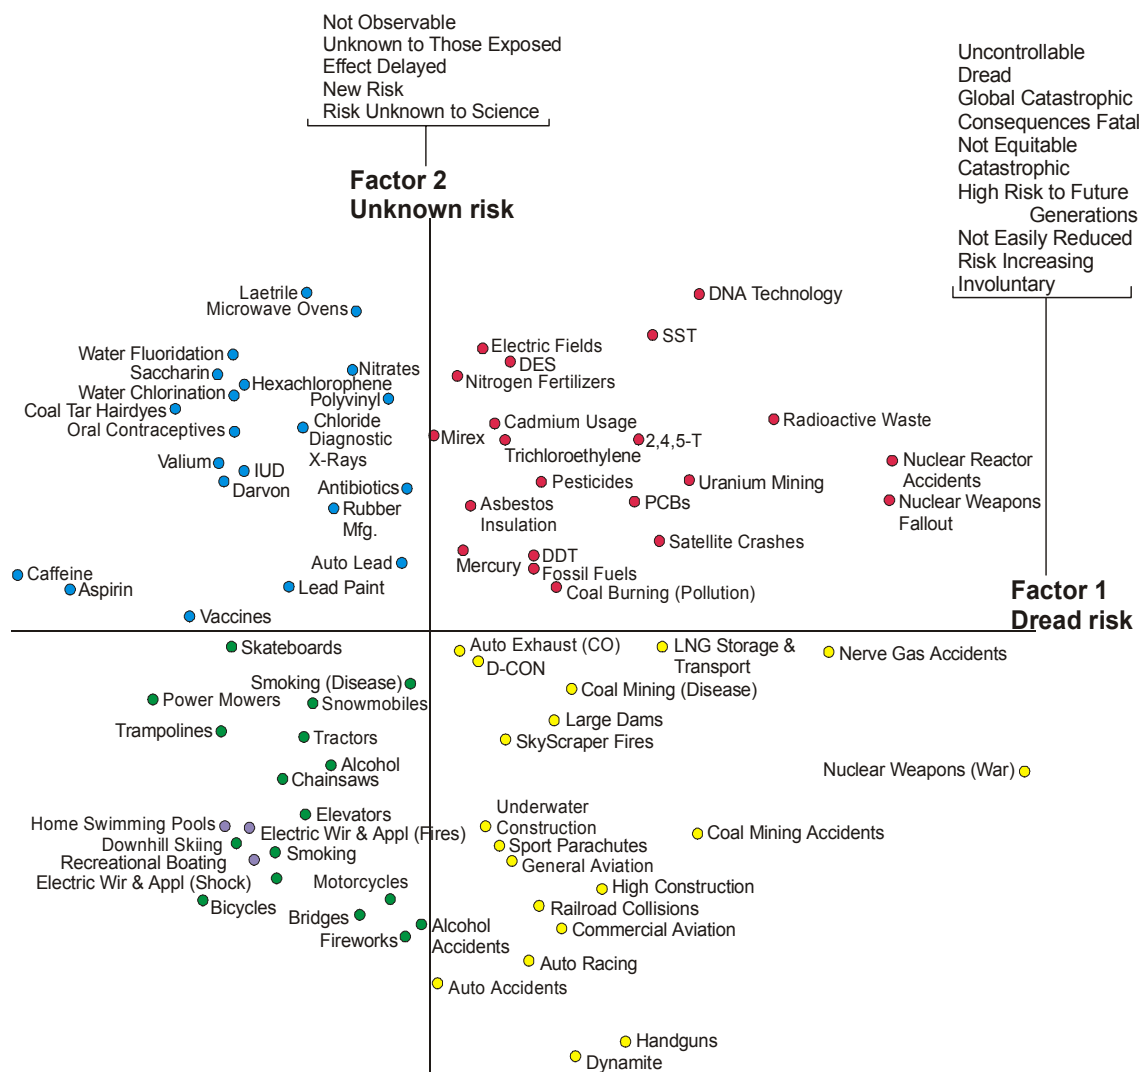 Not Observable
Unknown to Those Exposed
Effect Delayed
New Risk
Risk Unknown to Science
Uncontrollable
Dread
Global Catastrophic
Consequences Fatal
Not Equitable
Catastrophic
High Risk to Future
Generations
Not Easily Reduced
Risk Increasing
Involuntary
Factor 2
Unknown risk
Laetrile
Microwave Ovens
Water Fluoridation
Saccharin
Nitrates
Hexachlorophene
Water Chlorination
Polyvinyl
Coal Tar Hairdyes
Oral Contraceptives
Chloride
Diagnostic
X-Rays
Valium
IUD
Darvon
Antibiotics
Rubber
Mfg.
Auto Lead
Caffeine
Aspirin
Lead Paint
Vaccines
DNA Technology
SST
Electric Fields
DES
Nitrogen Fertilizers
Cadmium Usage
Radioactive Waste
Mirex
Trichloroethylene
2,4,5-T
Nuclear Reactor
Accidents
Pesticides
Uranium Mining
Asbestos
Insulation
PCBs
Nuclear Weapons
Fallout
Satellite Crashes
Mercury
DDT
Fossil Fuels
Coal Burning (Pollution)
Factor 1
Dread risk
Skateboards
Smoking (Disease)
Power Mowers
Snowmobiles
Trampolines
Tractors
Alcohol
Chainsaws
Elevators
Home Swimming Pools
Electric Wir & Appl (Fires)
Downhill Skiing
Smoking
Recreational Boating
Electric Wir & Appl (Shock)
Motorcycles
Bicycles
Bridges
Fireworks
Alcohol
Accidents
Auto Exhaust (CO)
D-CON
LNG Storage &
Transport
Nerve Gas Accidents
Coal Mining (Disease)
Large Dams
SkyScraper Fires
Nuclear Weapons (War)
Underwater
Construction
Coal Mining Accidents
Sport Parachutes
General Aviation
High Construction
Railroad Collisions
Commercial Aviation
Auto Racing
Auto Accidents
Handguns
Dynamite